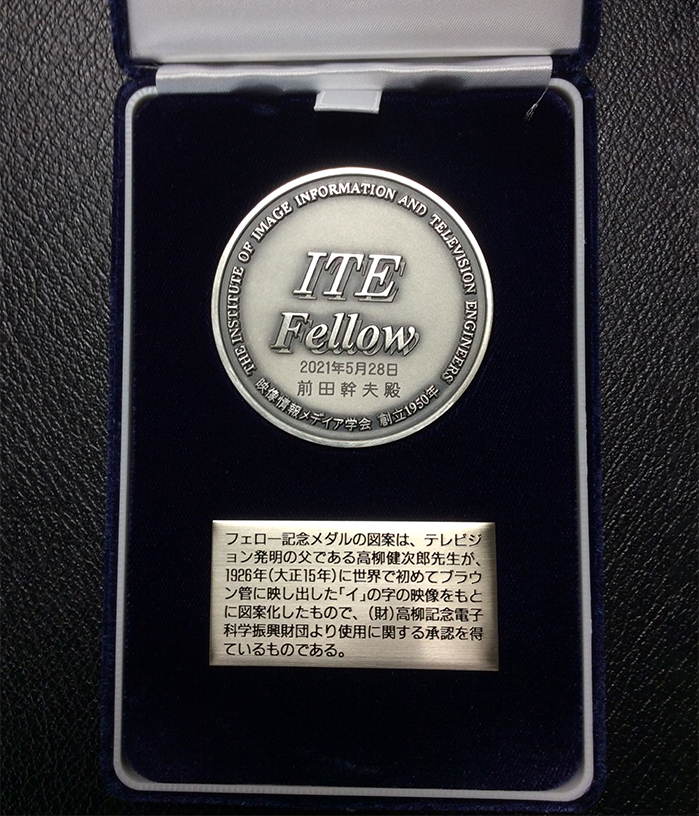 THE INSTITUTE OF IMAGE INFORMATION AND TELEVISION ENGINEERS
ITE
Fellow
2021年5月28日
前田幹夫殿
映像情報メディア学会 創立1950年
フェロー記念メダルの図案は、テレビジ
ョン発明の父である高柳健次郎先生が、
1926年(大正15年)に世界で初めてブラウ
ン管に映し出した「イ」の字の映像をもと
に図案化したもので、(財)高柳記念電子
科学振興財団より使用に関する承認を得
ているものである。